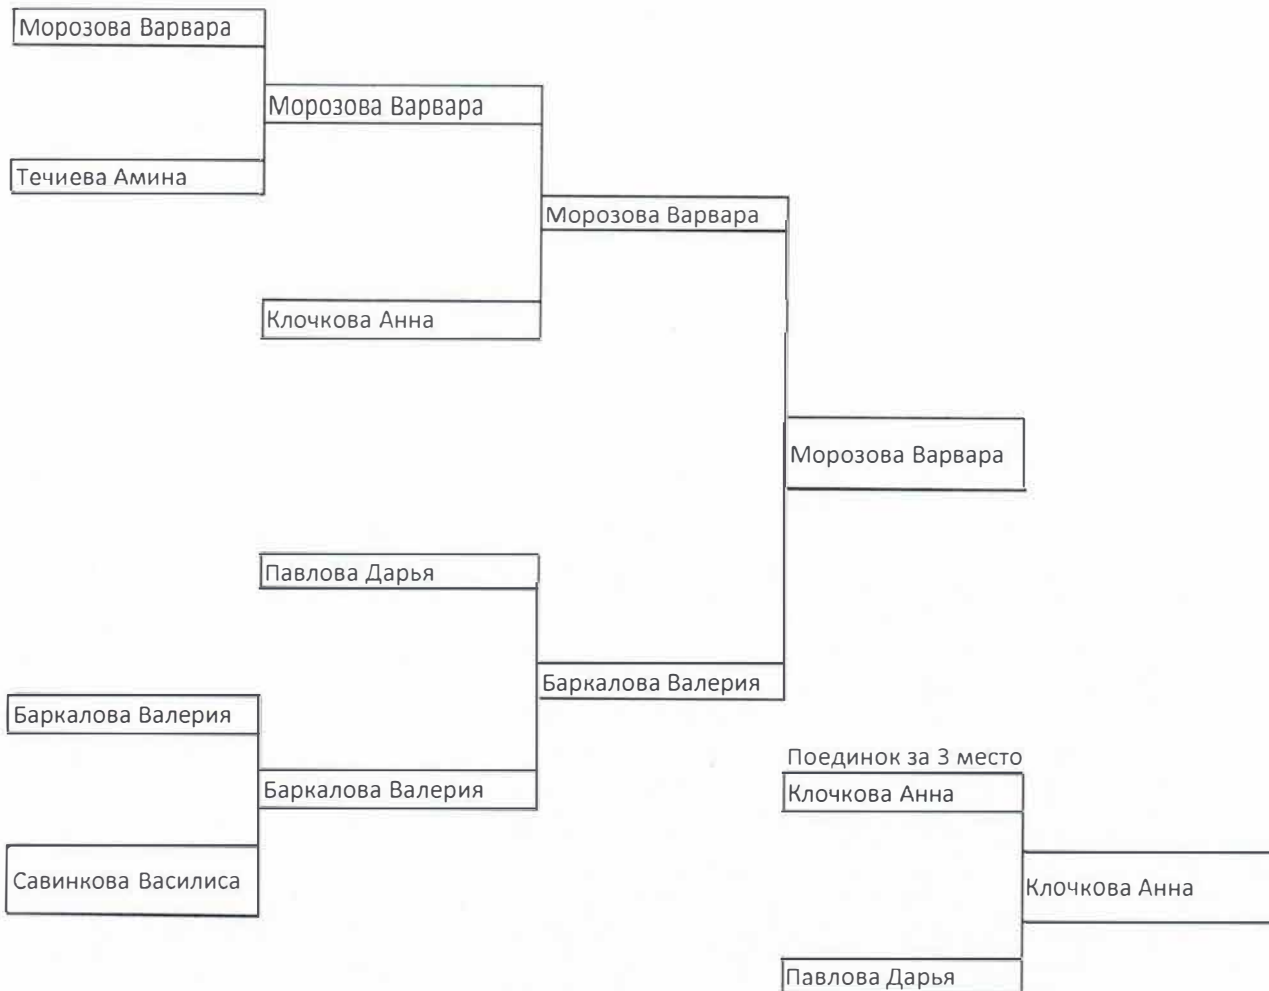 Морозова Варвара
Морозова Варвара
Течиева Амина
Морозова Варвара
Клочкова Анна
Морозова Варвара
Павлова Дарья
Баркалова Валерия
Баркалова Валерия
Поединок за 3 место
Баркалова Валерия
Клочкова Анна
Савинкова Василиса
Клочкова Анна
Павлова Дарья